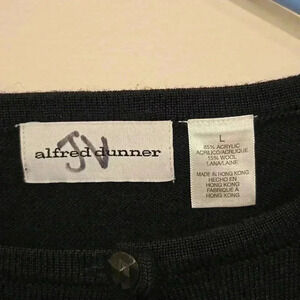 JV
alfred dunner
L
85% ACRYLIC
ACRILICO/ACRYLIQUE
15% WOOL
LANA/LAINE
MADE IN HONG KONG
HECHO EN
HONG KONG
FABRIQUE A
HONG KONG